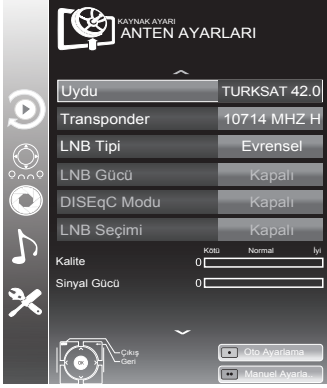 KAYNAK AYARI
ANTEN AYARLARI
Uydu TURKSAT 42.0
Transponder 10714 MHZ H
LNB Tipi Evrensel
LNB Gücü Kapalı
DISEqC Modu Kapalı
LNB Seçimi Kapalı
Kötü Normal İyi
Kalite 0
Sinyal Gücü 0
Çıkış
Geri
OK
Oto Ayarlama
Manuel Ayarla..